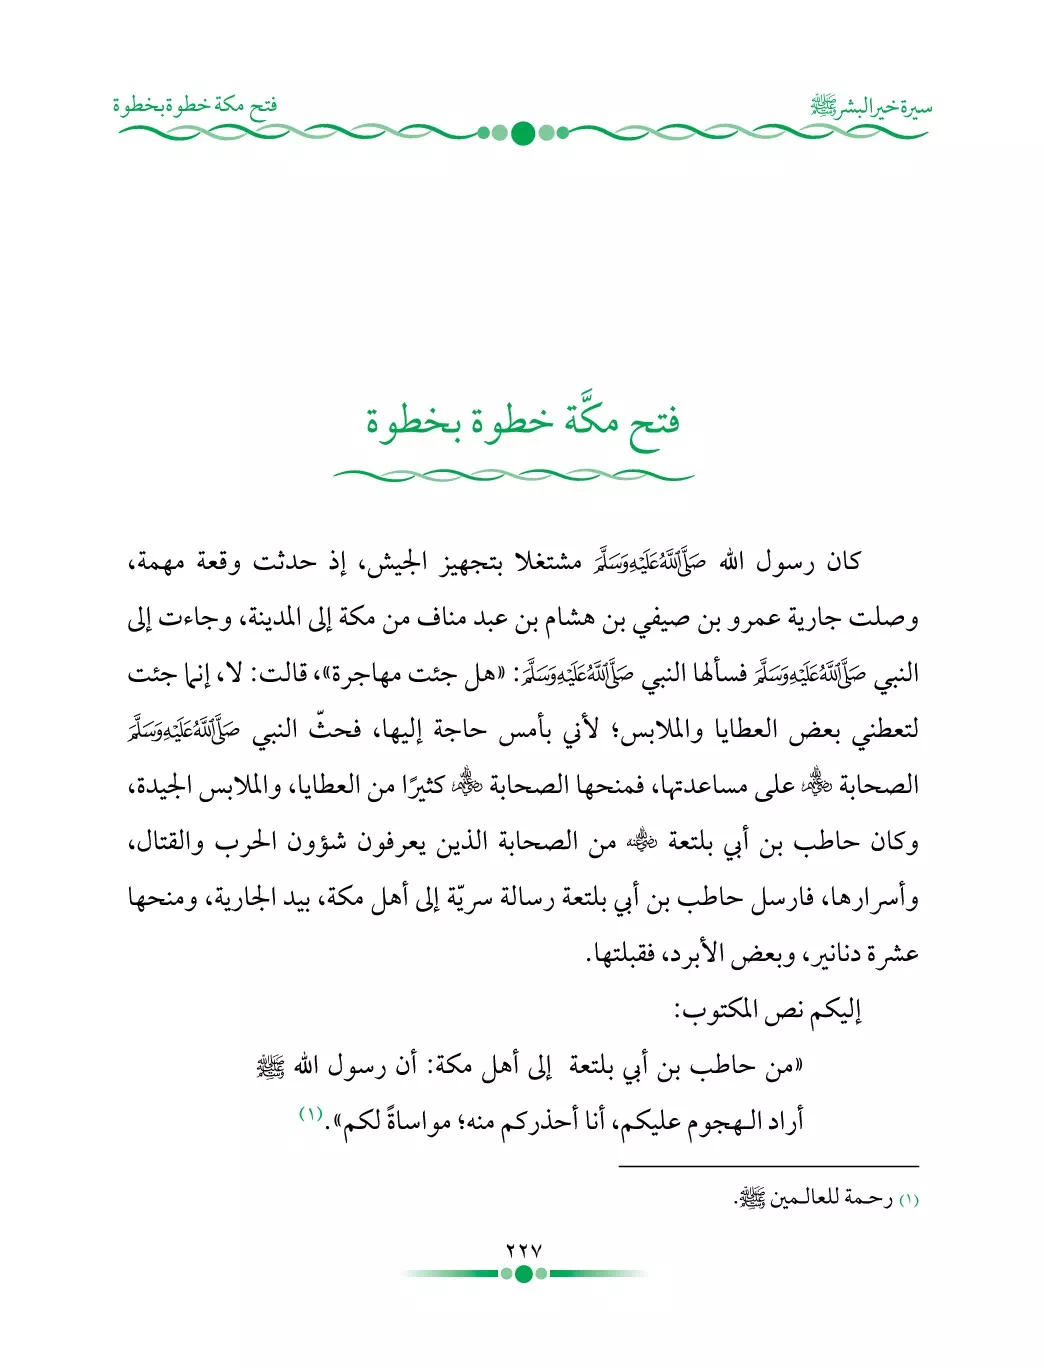 سيرة خير البشر ﷺ
فتح مكة خطوة بخطوة
فتح مكَّة خطوة بخطوة
كان رسول الله صَلَّى اللَّهُ عَلَيْهِ وَسَلَّمَ مشتغلا بتجهيز الجيش، إذ حدثت وقعة مهمة،
وصلت جارية عمرو بن صيفي بن هشام بن عبد مناف من مكة إلى المدينة، وجاءت إلى
النبي صَلَّى اللَّهُ عَلَيْهِ وَسَلَّمَ فسألها النبي صَلَّى اللَّهُ عَلَيْهِ وَسَلَّمَ: «هل جئت مهاجرة»، قالت: لا، إنما جئت
لتعطني بعض العطايا والملابس؛ لأني بأمس حاجة إليها، فحثّ النبي صَلَّى اللَّهُ عَلَيْهِ وَسَلَّمَ
الصحابة رضي الله عنهم على مساعدتها، فمنحها الصحابة رضي الله عنهم كثيرًا من العطايا، والملابس الجيدة،
وكان حاطب بن أبي بلتعة رضي الله عنه من الصحابة الذين يعرفون شؤون الحرب والقتال،
وأسرارها، فارسل حاطب بن أبي بلتعة رسالة سريّة إلى أهل مكة، بيد الجارية، ومنحها
عشرة دنانير، وبعض الأبرد، فقبلتها.
إليكم نص المكتوب:
«من حاطب بن أبي بلتعة إلى أهل مكة: أن رسول الله ﷺ
أراد الـهجوم عليكم، أنا أحذركم منه؛ مواساةً لكم».(١)
(١) رحـمة للعالـمين ﷺ.
٢٢٧